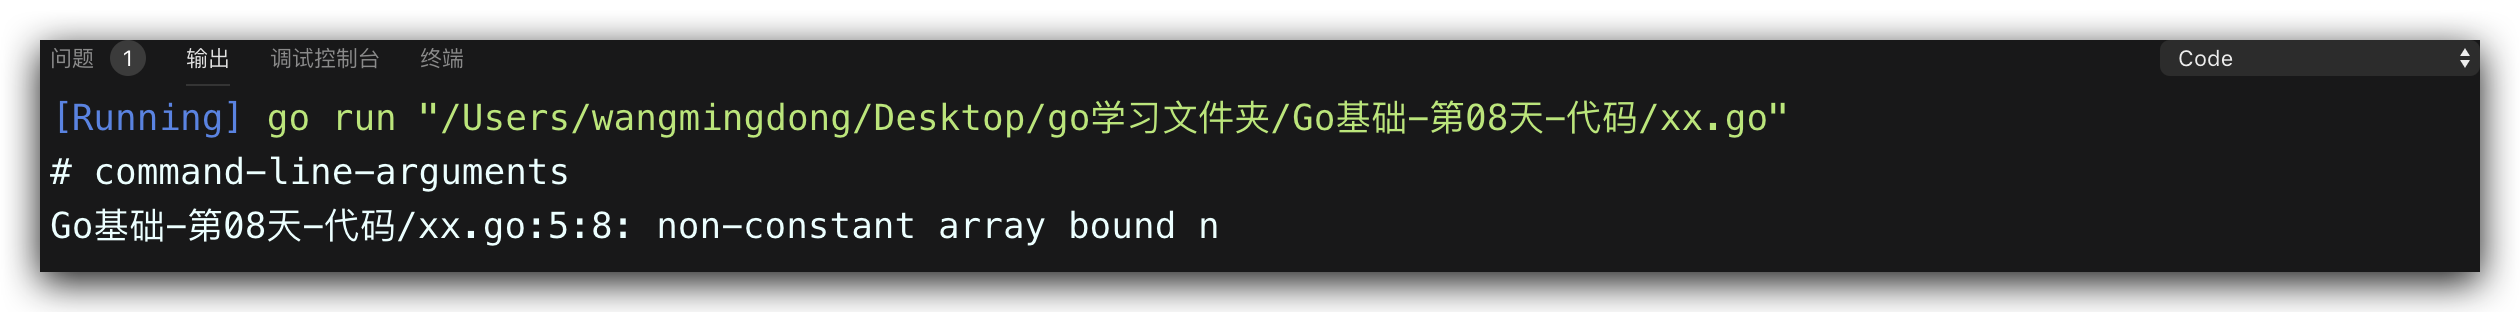 问题 1 输出 调试控制台 终端 Code
[Running] go run "/Users/wangmingdong/Desktop/go学习文件夹/Go基础-第08天-代码/xx.go"
# command-line-arguments
Go基础-第08天-代码/xx.go:5:8: non-constant array bound n